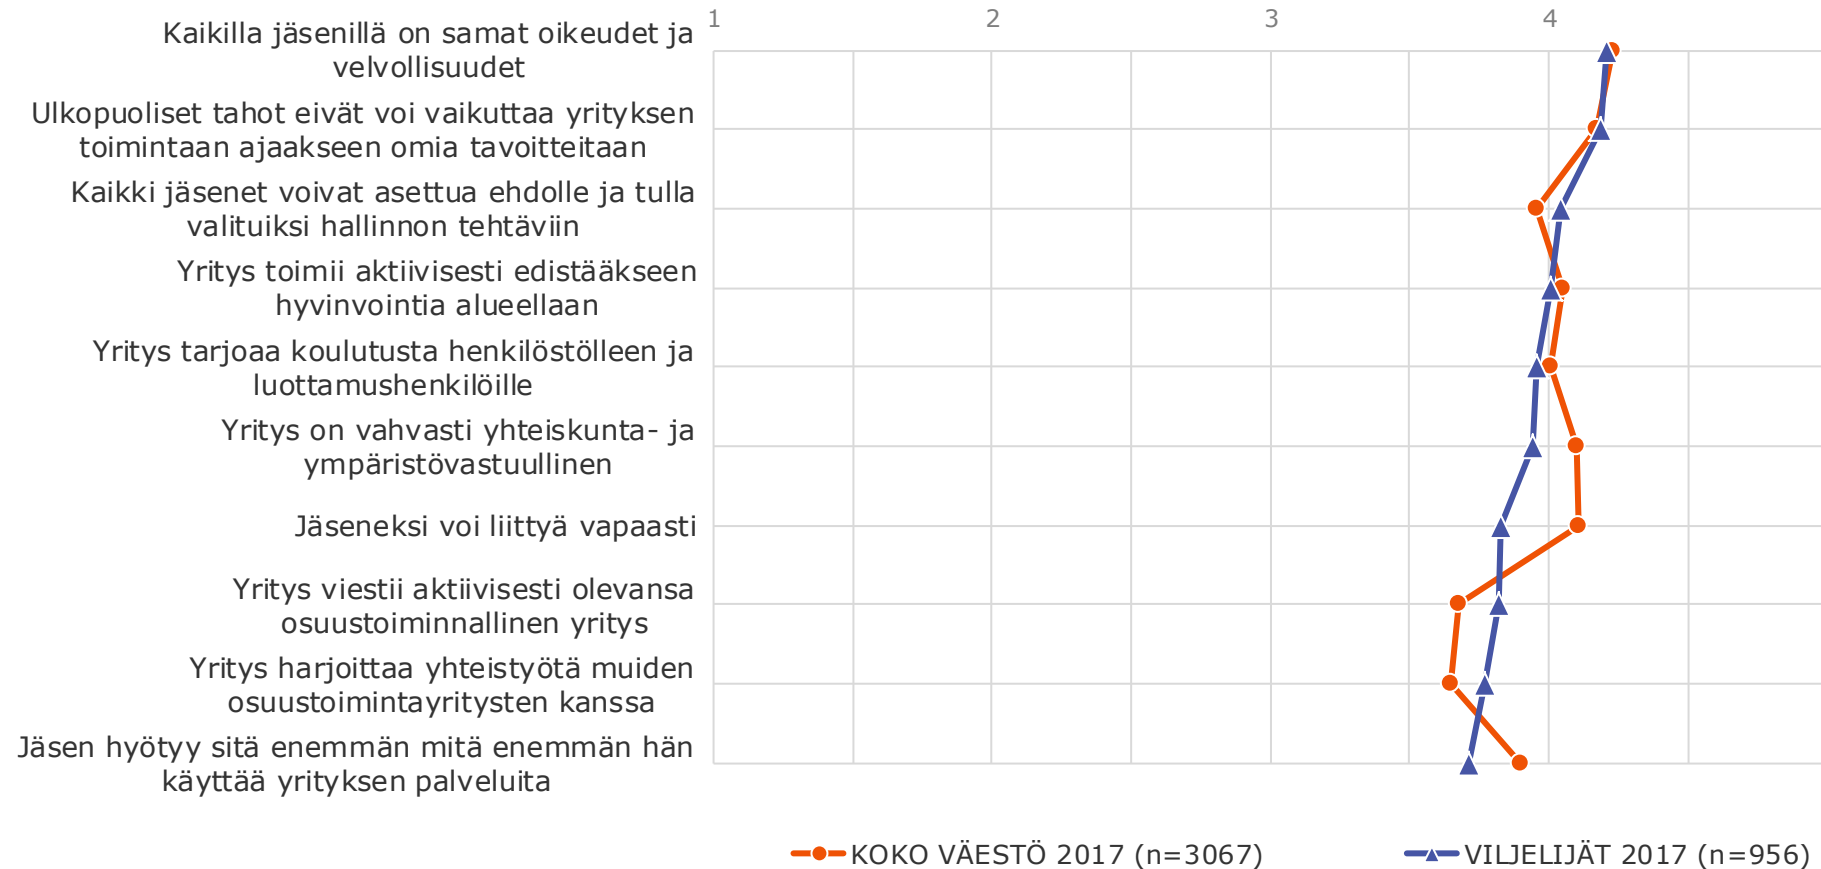 1 2 3 4
Kaikilla jäsenillä on samat oikeudet ja
velvollisuudet
Ulkopuoliset tahot eivät voi vaikuttaa yrityksen
toimintaan ajaakseen omia tavoitteitaan
Kaikki jäsenet voivat asettua ehdolle ja tulla
valituiksi hallinnon tehtäviin
Yritys toimii aktiivisesti edistääkseen
hyvinvointia alueellaan
Yritys tarjoaa koulutusta henkilöstölleen ja
luottamushenkilöille
Yritys on vahvasti yhteiskunta- ja
ympäristövastuullinen
Jäseneksi voi liittyä vapaasti
Yritys viestii aktiivisesti olevansa
osuustoiminnallinen yritys
Yritys harjoittaa yhteistyötä muiden
osuustoimintayritysten kanssa
Jäsen hyötyy sitä enemmän mitä enemmän hän
käyttää yrityksen palveluita
KOKO VÄESTÖ 2017 (n=3067) VILJELIJÄT 2017 (n=956)